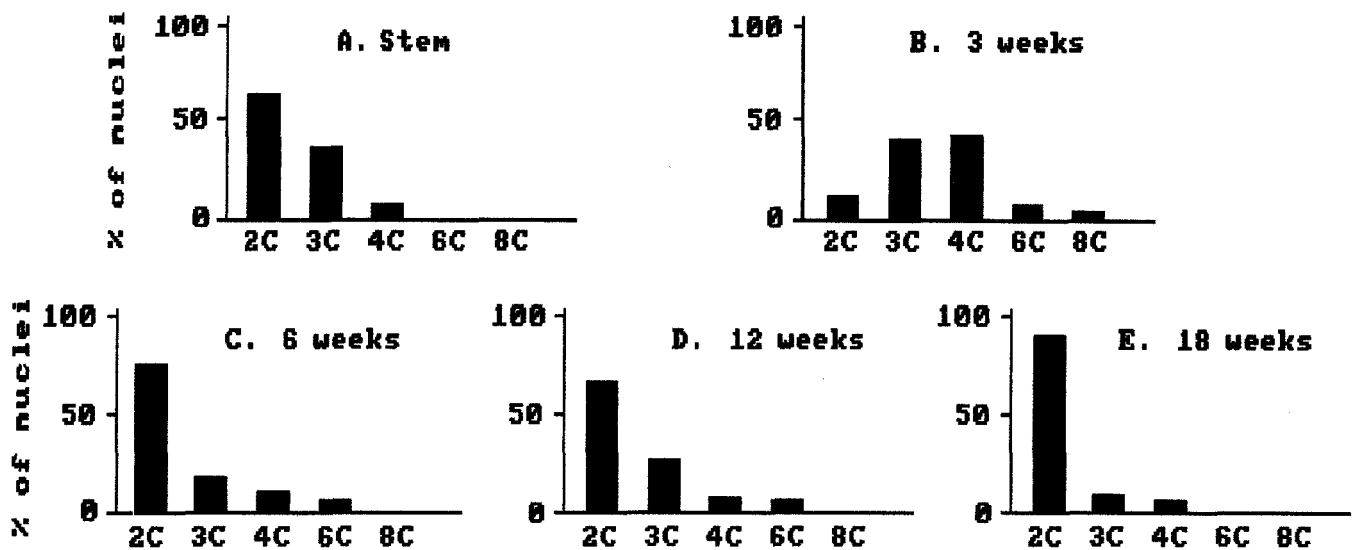 % of nuclei
100
50
0
A. Stem
2C 3C 4C 6C 8C
100
50
0
B. 3 weeks
2C 3C 4C 6C 8C
% of nuclei
100
50
0
C. 6 weeks
2C 3C 4C 6C 8C
100
50
0
D. 12 weeks
2C 3C 4C 6C 8C
100
50
0
E. 18 weeks
2C 3C 4C 6C 8C